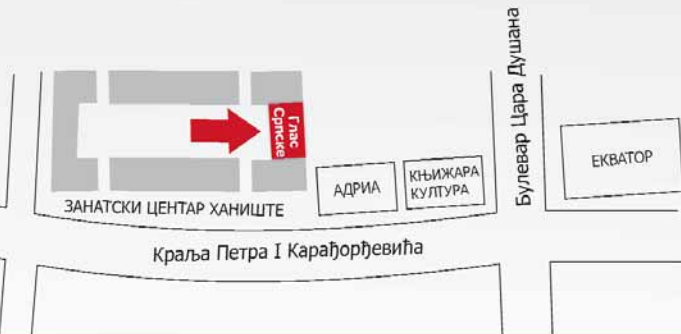 Глас
Српске
ЗАНАТСКИ ЦЕНТАР ХАНИШТЕ
АДРИА
КЊИЖАРА
КУЛТУРА
Булевар Цара Душана
ЕКВАТОР
Краља Петра I Карађорђевића